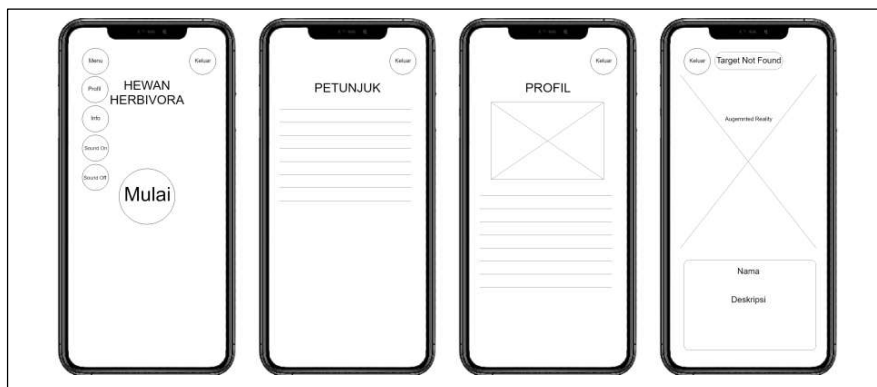 Menu
Keluar
Profil
HEWAN
HERBIVORA
Info
Sound On
Sound Off
Mulai
Keluar
PETUNJUK
Keluar
PROFIL
Keluar
Target Not Found
Augemnted Reality
Nama
Deskripsi